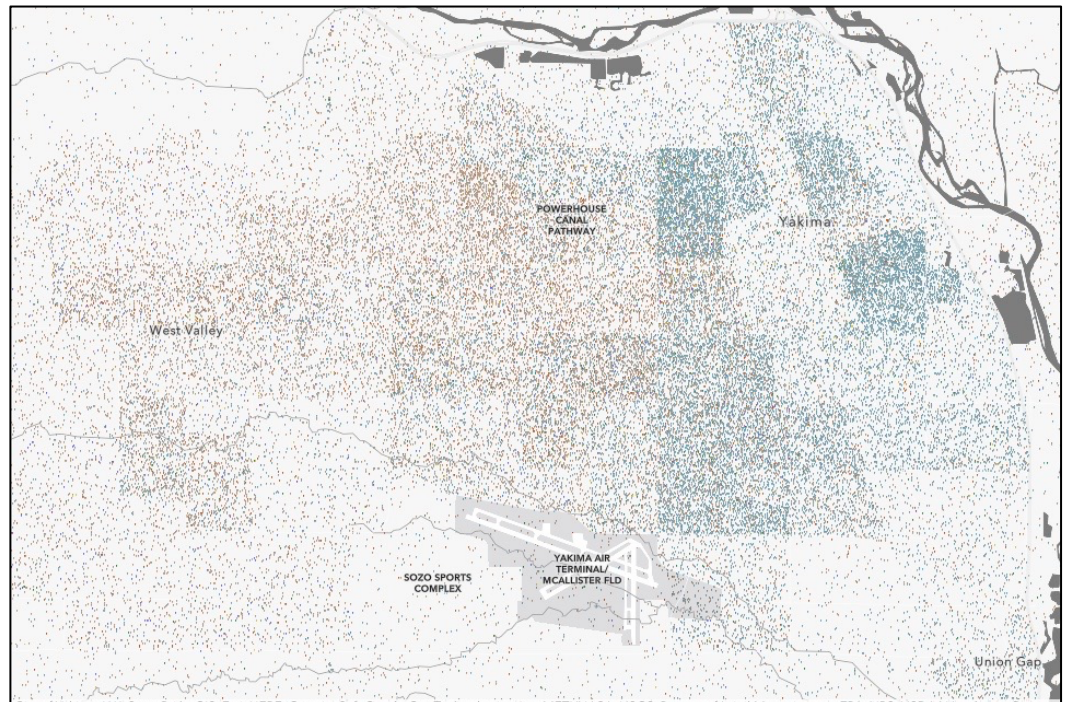 POWERHOUSE
CANAL
PATHWAY
Yakima
West Valley
YAKIMA AIR
TERMINAL/
MCALLISTER FLD
SOZO SPORTS
COMPLEX
Union Gap